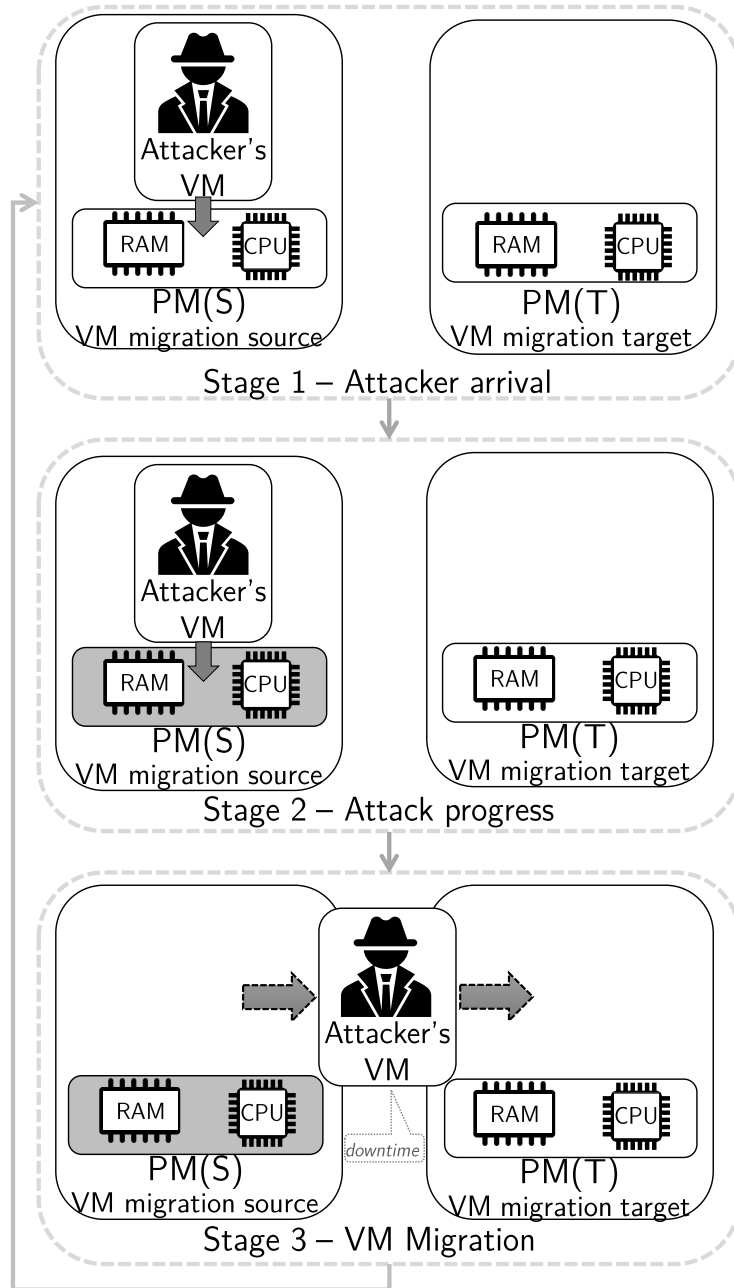 Attacker's
VM
RAM
CPU
PM(S)
VM migration source
RAM
CPU
PM(T)
VM migration target
Stage 1 – Attacker arrival
Attacker's
VM
RAM
CPU
PM(S)
VM migration source
RAM
CPU
PM(T)
VM migration target
Stage 2 – Attack progress
Attacker's
VM
downtime
RAM
CPU
PM(S)
VM migration source
RAM
CPU
PM(T)
VM migration target
Stage 3 – VM Migration